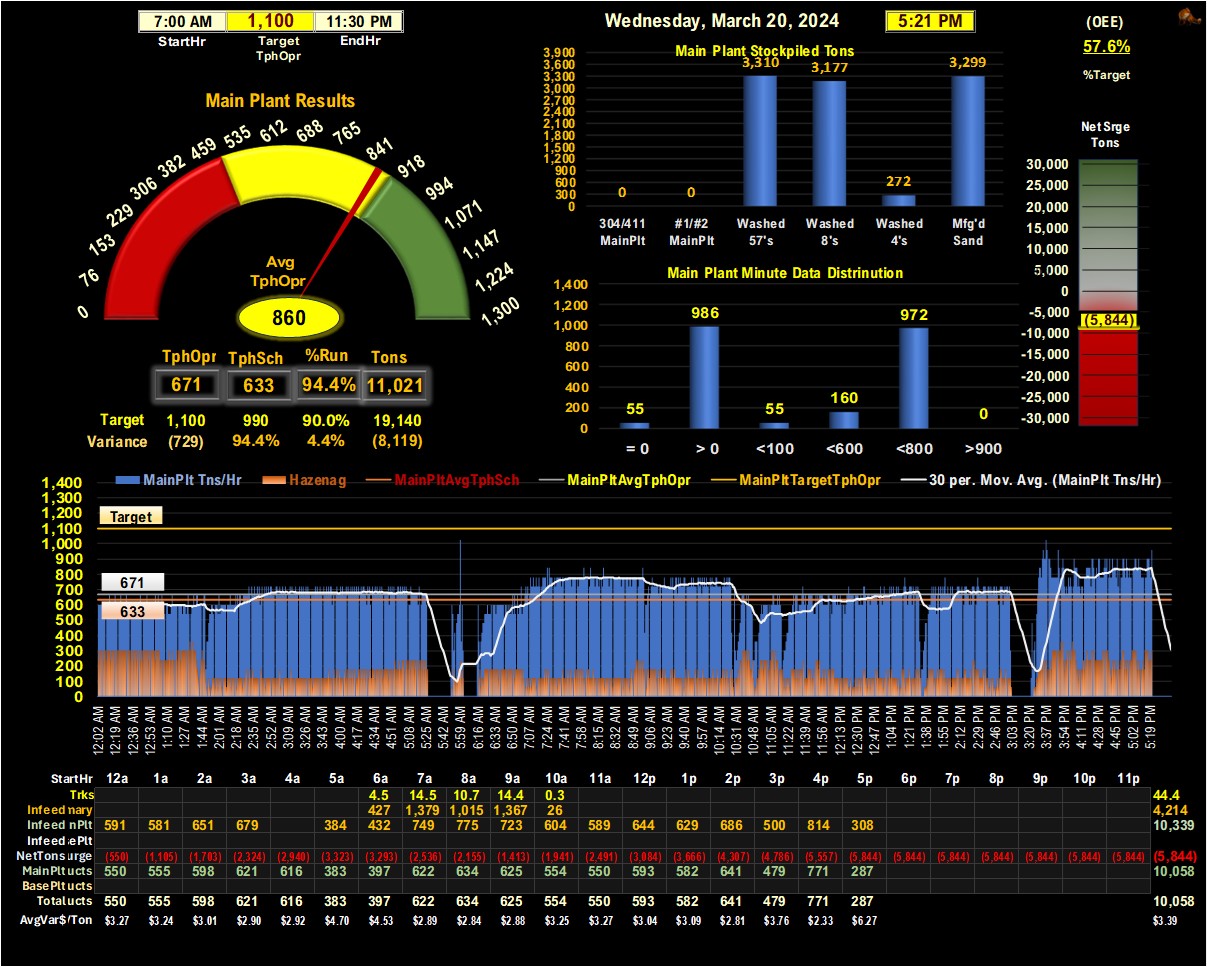 7:00 AM 1,100 11:30 PM
StartHr Target TphOpr EndHr
Wednesday, March 20, 2024 5:21 PM
(OEE)
57.6%
%Target
Main Plant Results
0 76 153 229 306 382 459 535 612 688 765 841 918 994 1,071 1,147 1,224 1,300
Avg
TphOpr
860
TphOpr TphSch %Run Tons
671 633 94.4% 11,021
Target 1,100 990 90.0% 19,140
Variance (729) 94.4% 4.4% (8,119)
Main Plant Stockpiled Tons
3,900
3,600
3,300
3,000
2,700
2,400
2,100
1,800
1,500
1,200
900
600
300
0
0 0 3,310 3,177 272 3,299
304/411 #1/#2 Washed Washed Washed Mfg'd
MainPlt MainPlt 57's 8's 4's Sand
Main Plant Minute Data Distrinution
1,400
1,200
1,000
800
600
400
200
0
55 986 55 160 972 0
= 0 > 0 <100 <600 <800 >900
Net Srge
Tons
30,000
25,000
20,000
15,000
10,000
5,000
0
-5,000
(5,844)
-10,000
-15,000
-20,000
-25,000
-30,000
MainPlt Tns/Hr Hazenag MainPltAvgTphSch MainPltAvgTphOpr MainPltTargetTphOpr 30 per. Mov. Avg. (MainPlt Tns/Hr)
1,400
1,300
1,200
1,100
1,000
900
800
700
600
500
400
300
200
100
0
Target
671
633
12:02 AM 12:19 AM 12:36 AM 12:53 AM 1:10 AM 1:27 AM 1:44 AM 2:01 AM 2:18 AM 2:35 AM 2:52 AM 3:09 AM 3:26 AM 3:43 AM 4:00 AM 4:17 AM 4:34 AM 4:51 AM 5:08 AM 5:25 AM 5:42 AM 5:59 AM 6:16 AM 6:33 AM 6:50 AM 7:07 AM 7:24 AM 7:41 AM 7:58 AM 8:15 AM 8:32 AM 8:49 AM 9:06 AM 9:23 AM 9:40 AM 9:57 AM 10:14 AM 10:31 AM 10:48 AM 11:05 AM 11:22 AM 11:39 AM 11:56 AM 12:13 PM 12:30 PM 12:47 PM 1:04 PM 1:21 PM 1:38 PM 1:55 PM 2:12 PM 2:29 PM 2:46 PM 3:03 PM 3:20 PM 3:37 PM 3:54 PM 4:11 PM 4:28 PM 4:45 PM 5:02 PM 5:19 PM
StartHr 12a 1a 2a 3a 4a 5a 6a 7a 8a 9a 10a 11a 12p 1p 2p 3p 4p 5p 6p 7p 8p 9p 10p 11p
Trks 4.5 14.5 10.7 14.4 0.3 44.4
Infeed nary 427 1,379 1,015 1,367 26 4,214
Infeed nPlt 591 581 651 679 384 432 749 775 723 604 589 644 629 686 500 814 308 10,339
Infeed ePlt
NetTons urge (550) (1,105) (1,703) (2,324) (2,940) (3,323) (3,293) (2,536) (2,155) (1,413) (1,941) (2,491) (3,084) (3,666) (4,307) (4,786) (5,557) (5,844) (5,844) (5,844) (5,844) (5,844) (5,844) (5,844) (5,844)
MainPlt ucts 550 555 598 621 616 383 397 622 634 625 554 550 593 582 641 479 771 287 10,058
BasePlt ucts
Total ucts 550 555 598 621 616 383 397 622 634 625 554 550 593 582 641 479 771 287 10,058
AvgVar$/Ton $3.27 $3.24 $3.01 $2.90 $2.92 $4.70 $4.53 $2.89 $2.84 $2.88 $3.25 $3.27 $3.04 $3.09 $2.81 $3.76 $2.33 $6.27 $3.39